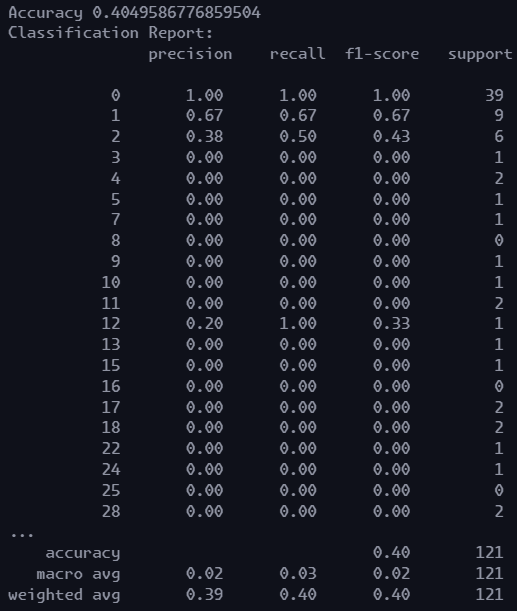 Accuracy 0.4049586776859504
Classification Report:
precision recall f1-score support
0 1.00 1.00 1.00 39
1 0.67 0.67 0.67 9
2 0.38 0.50 0.43 6
3 0.00 0.00 0.00 1
4 0.00 0.00 0.00 2
5 0.00 0.00 0.00 1
7 0.00 0.00 0.00 1
8 0.00 0.00 0.00 0
9 0.00 0.00 0.00 1
10 0.00 0.00 0.00 1
11 0.00 0.00 0.00 2
12 0.20 1.00 0.33 1
13 0.00 0.00 0.00 1
15 0.00 0.00 0.00 1
16 0.00 0.00 0.00 0
17 0.00 0.00 0.00 2
18 0.00 0.00 0.00 2
22 0.00 0.00 0.00 1
24 0.00 0.00 0.00 1
25 0.00 0.00 0.00 0
28 0.00 0.00 0.00 2
...
accuracy 0.40 121
macro avg 0.02 0.03 0.02 121
weighted avg 0.39 0.40 0.40 121